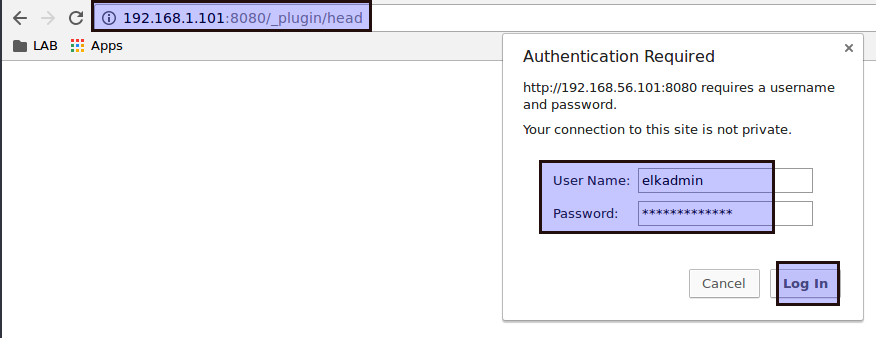 192.168.1.101:8080/_plugin/head
LAB Apps
Authentication Required
http://192.168.56.101:8080 requires a username
and password.
Your connection to this site is not private.
User Name: elkadmin
Password: *************
Cancel Log In